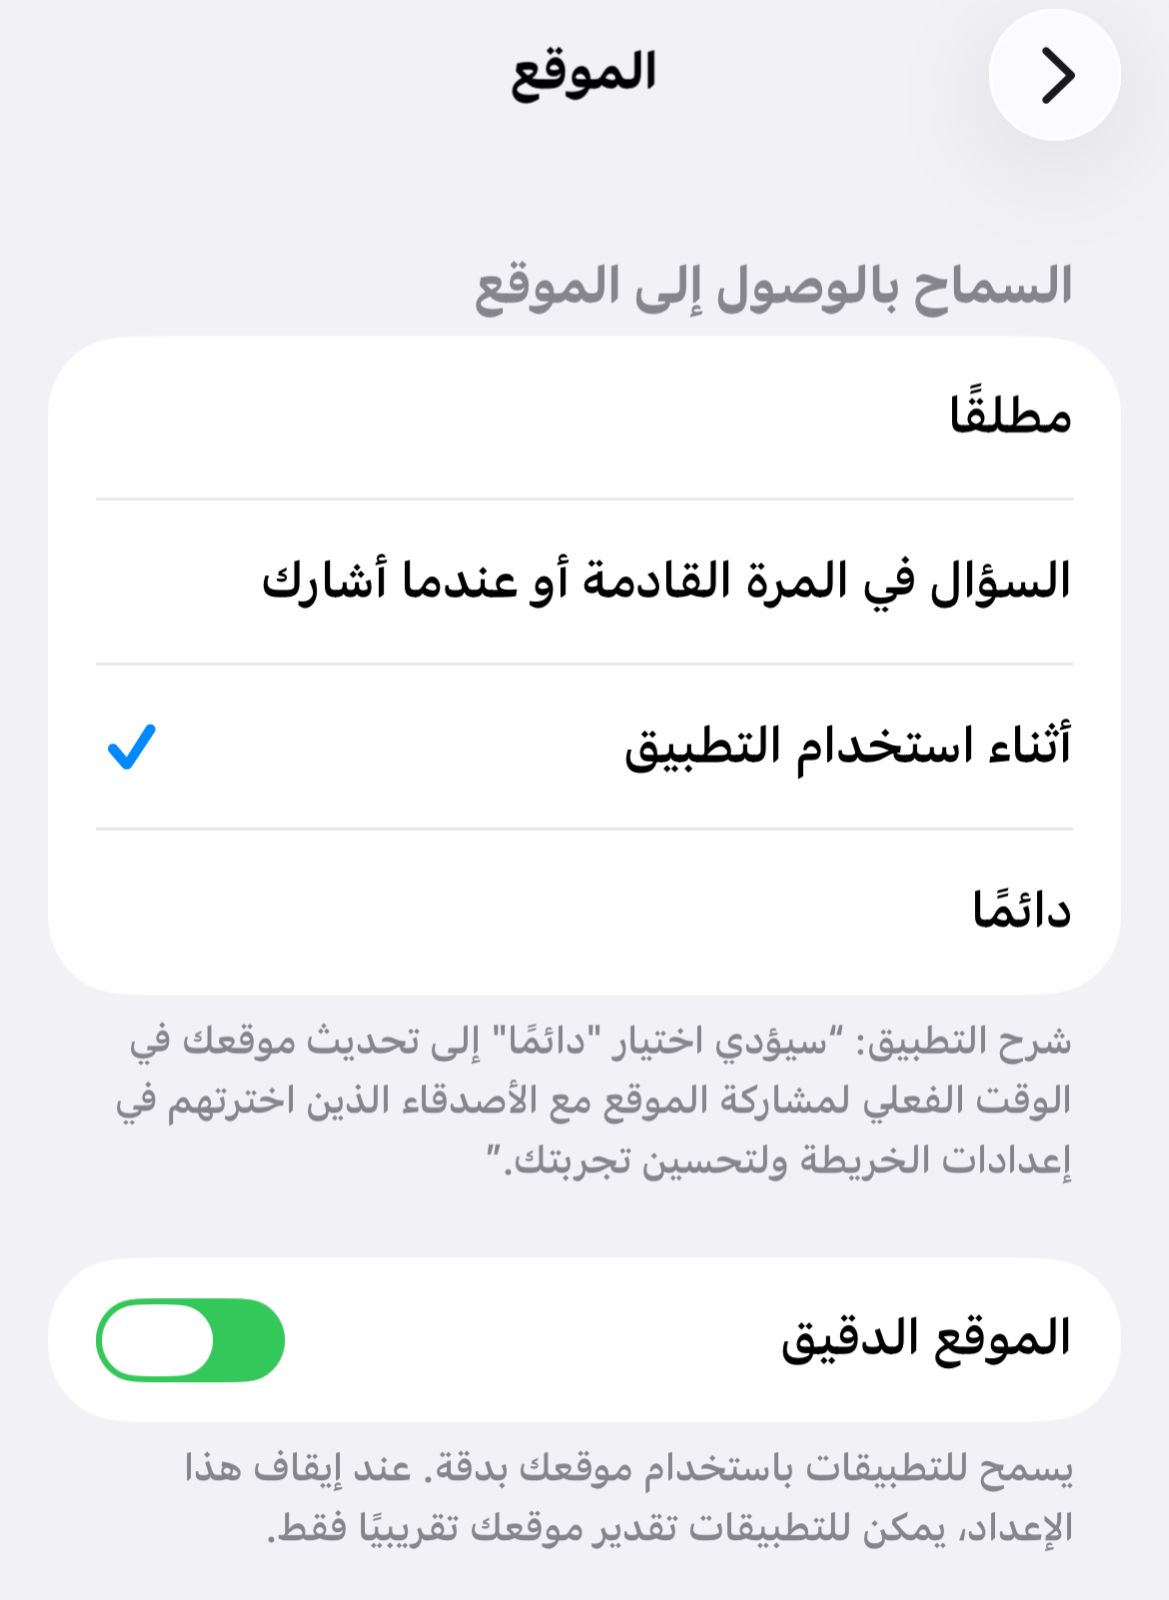 الموقع
السماح بالوصول إلى الموقع
مطلقًا
السؤال في المرة القادمة أو عندما أشارك
أثناء استخدام التطبيق
دائمًا
شرح التطبيق: “سيؤدي اختيار "دائمًا" إلى تحديث موقعك في
الوقت الفعلي لمشاركة الموقع مع الأصدقاء الذين اخترتهم في
إعدادات الخريطة ولتحسين تجربتك.”
الموقع الدقيق
يسمح للتطبيقات باستخدام موقعك بدقة. عند إيقاف هذا
الإعداد، يمكن للتطبيقات تقدير موقعك تقريبيًا فقط.